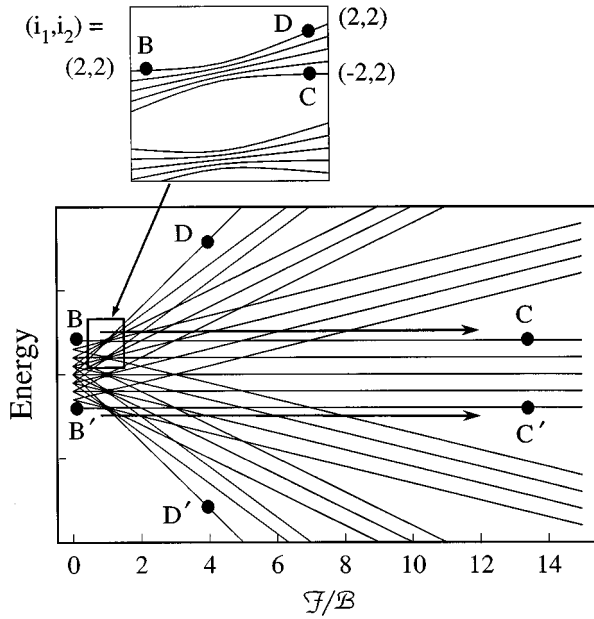 (i₁,i₂) =
(2,2)
B
D
(2,2)
C
(-2,2)
D
B
C
Energy
B′
C′
D′
0 2 4 6 8 10 12 14
ℱ/ℬ